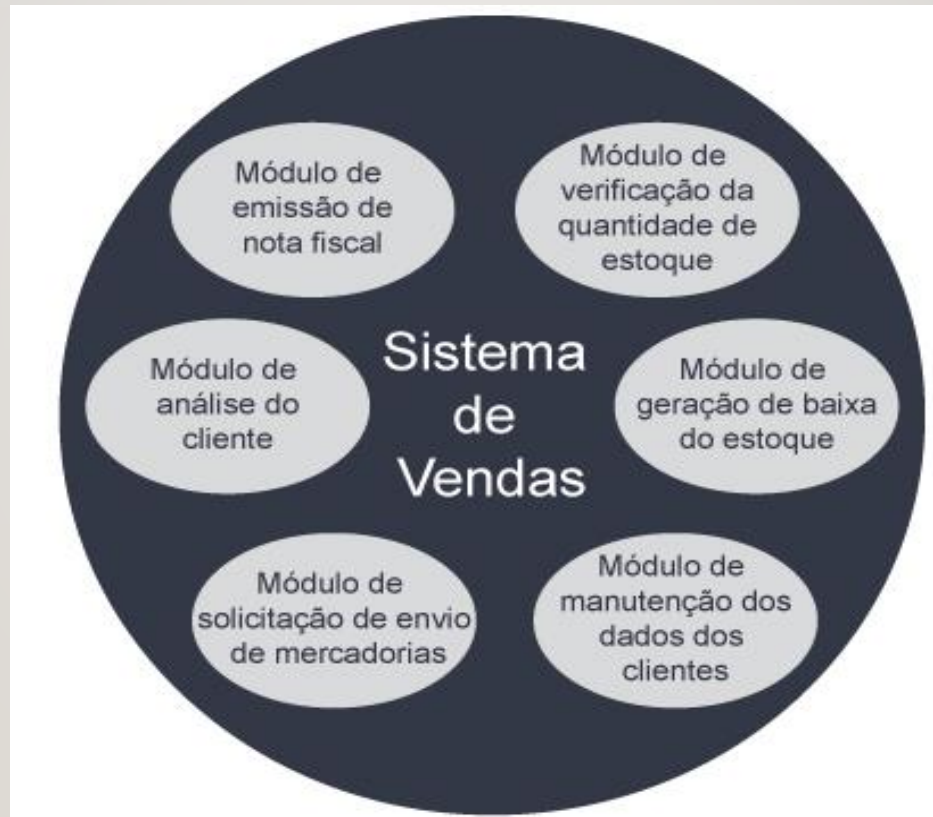 Módulo de
emissão de
nota fiscal
Módulo de
verificação da
quantidade de
estoque
Módulo de
análise do
cliente
Sistema
de
Vendas
Módulo de
geração de baixa
do estoque
Módulo de
solicitação de envio
de mercadorias
Módulo de
manutenção dos
dados dos
clientes